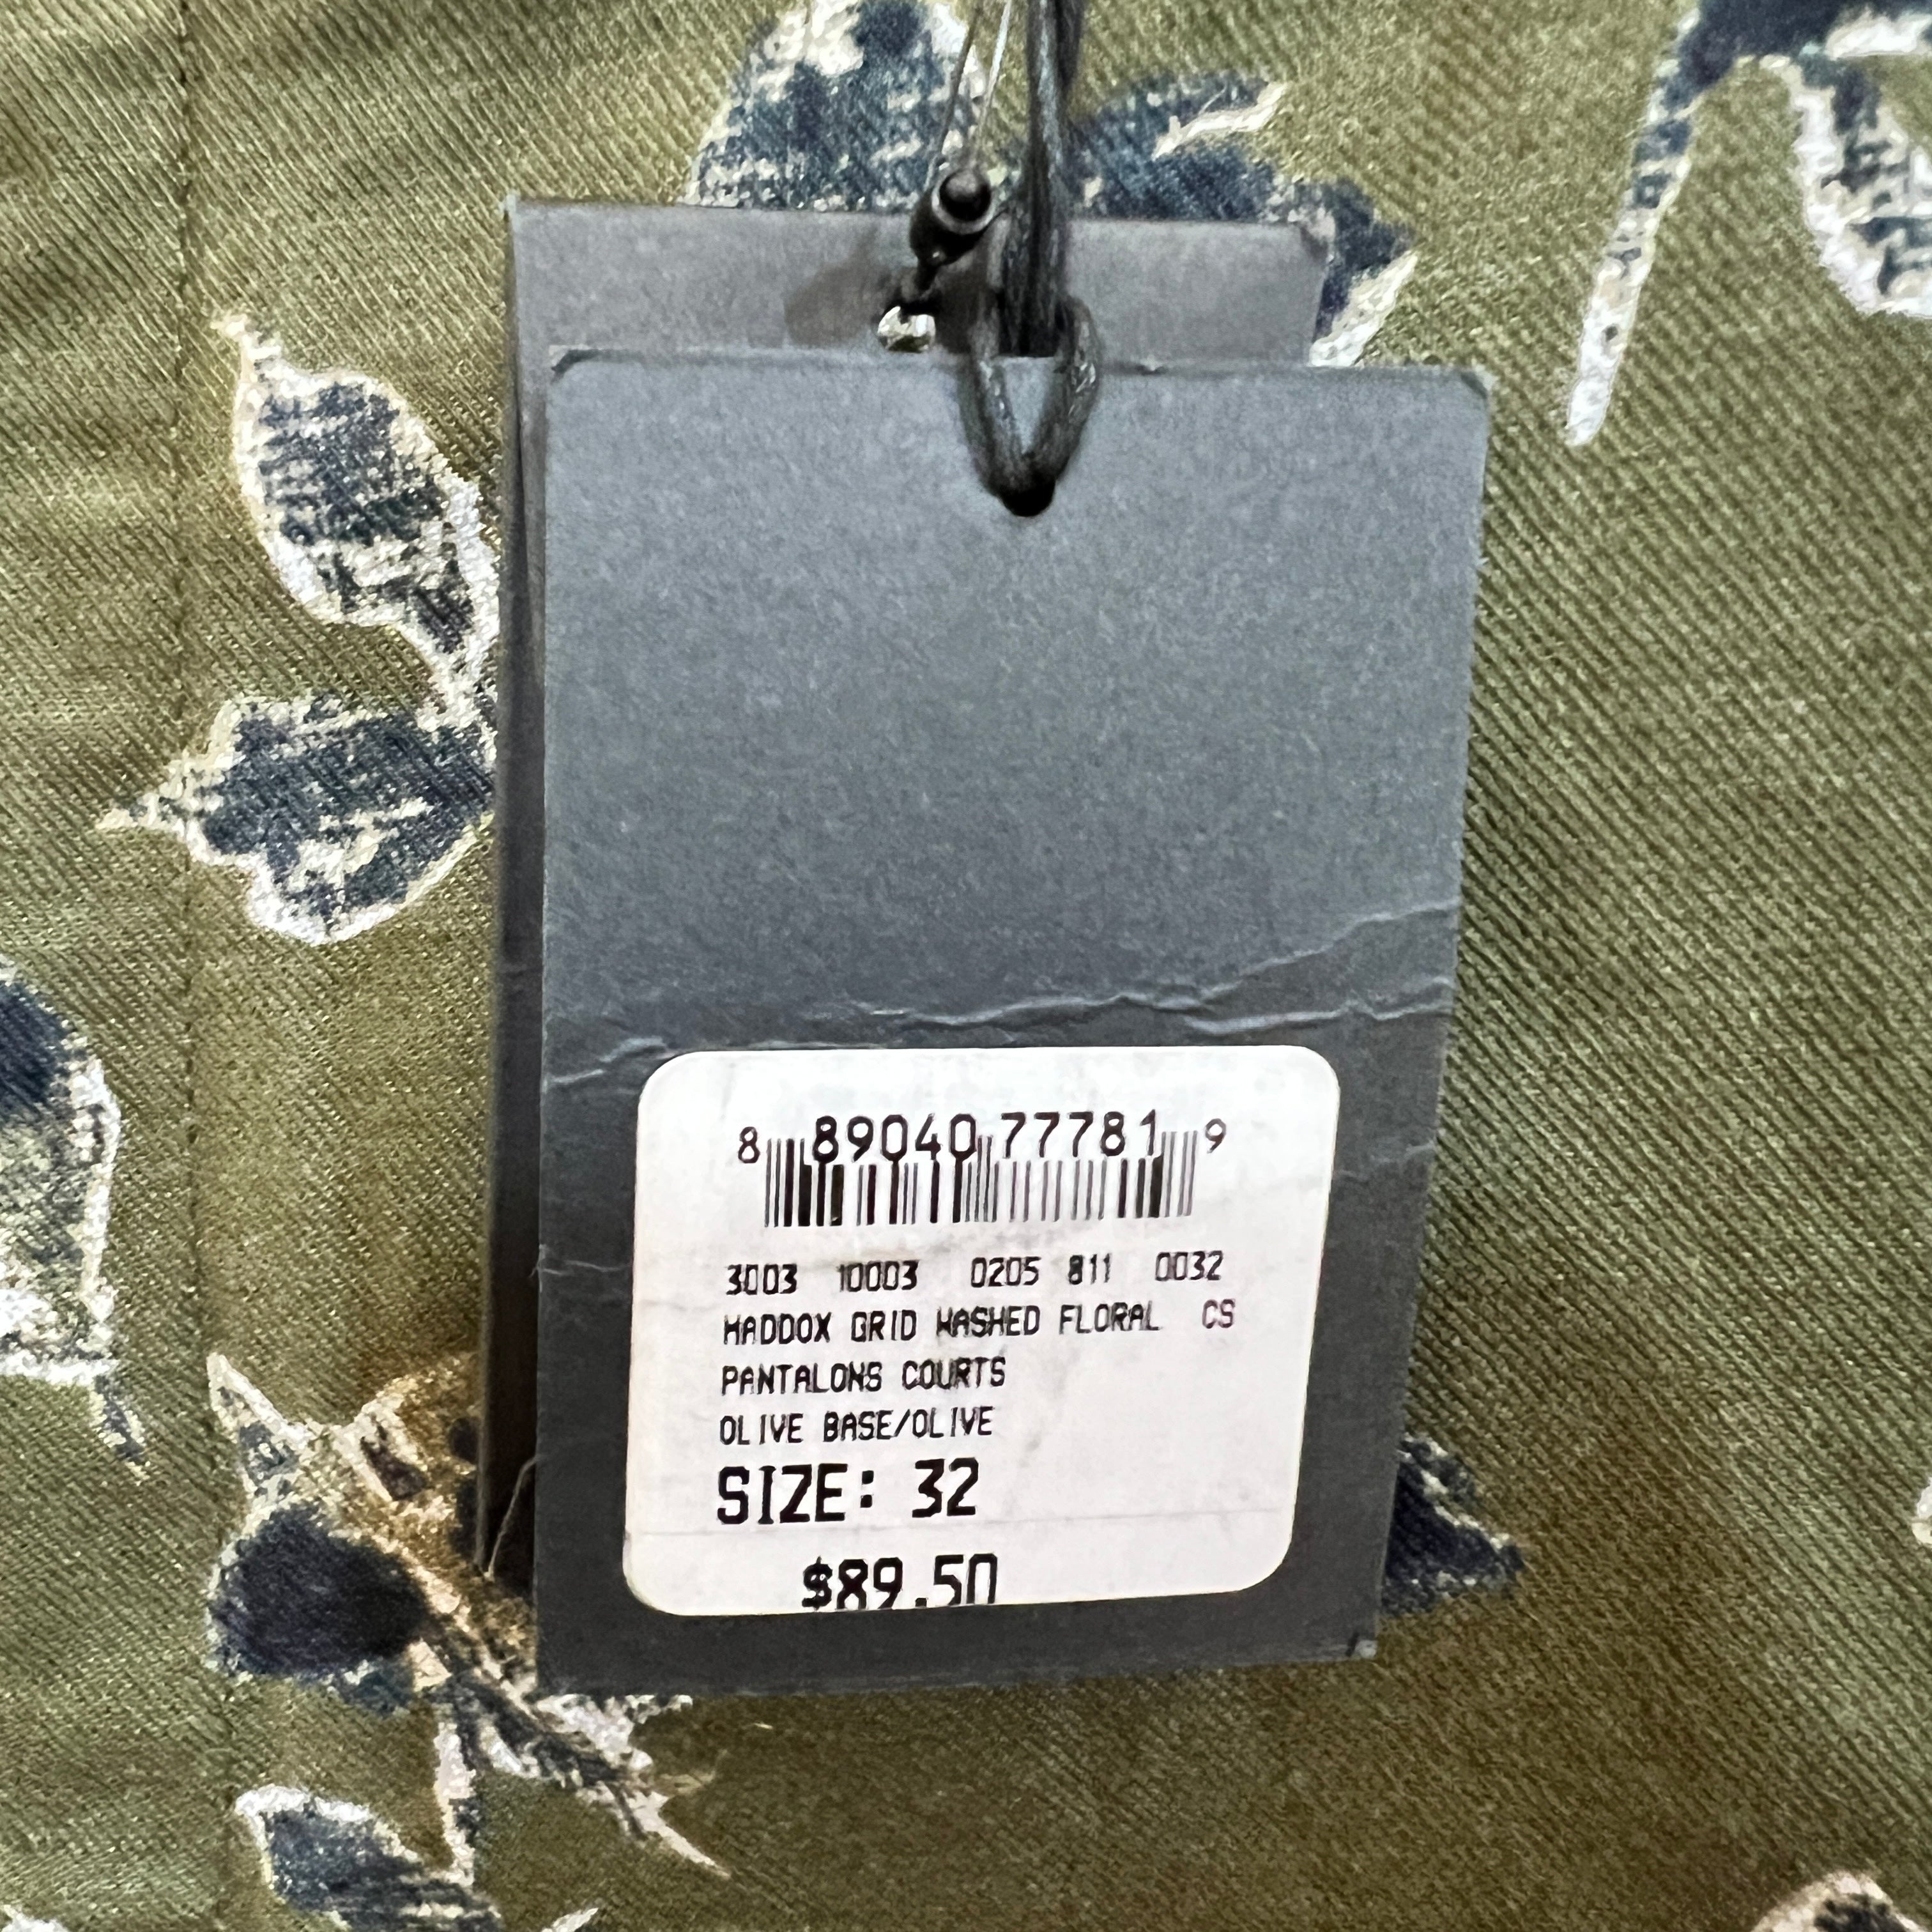 8 89040 77781 9
3003 10003 0205 811 0032
MADDOX GRID WASHED FLORAL CS
PANTALONS COURTS
OLIVE BASE/OLIVE
SIZE: 32
$89.50